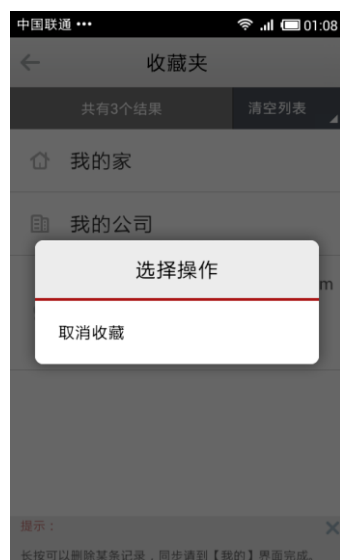 中国联通 ••• 01:08
收藏夹
共有3个结果 清空列表
我的家
我的公司
选择操作
m
取消收藏
提示：
长按可以删除某条记录，同步请到【我的】界面完成。